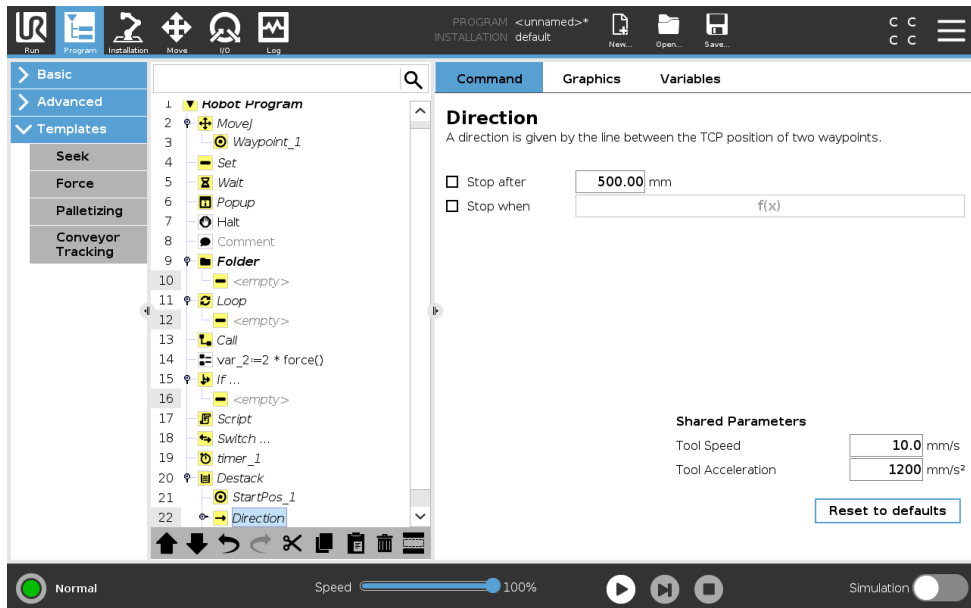 UR
Run
Program
Installation
Move
I/O
Log
PROGRAM <unnamed>*
INSTALLATION default
New...
Open...
Save...
C C
C C
Basic
Advanced
Templates
Seek
Force
Palletizing
Conveyor
Tracking
1 Robot Program
2 MoveJ
3 Waypoint_1
4 Set
5 Wait
6 Popup
7 Halt
8 Comment
9 Folder
10 <empty>
11 Loop
12 <empty>
13 Call
14 var_2:=2 * force()
15 If ...
16 <empty>
17 Script
18 Switch ...
19 timer_1
20 Destack
21 StartPos_1
22 Direction
Command Graphics Variables
Direction
A direction is given by the line between the TCP position of two waypoints.
Stop after 500.00 mm
Stop when f(x)
Shared Parameters
Tool Speed 10.0 mm/s
Tool Acceleration 1200 mm/s²
Reset to defaults
Normal
Speed 100%
Simulation